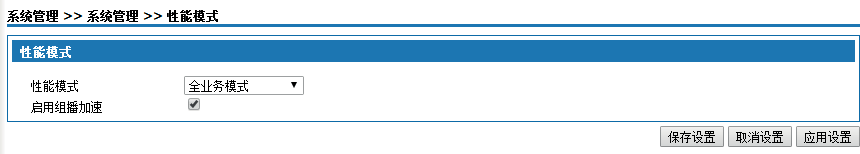 系统管理 >> 系统管理 >> 性能模式
性能模式
性能模式 全业务模式
启用组播加速
保存设置 取消设置 应用设置